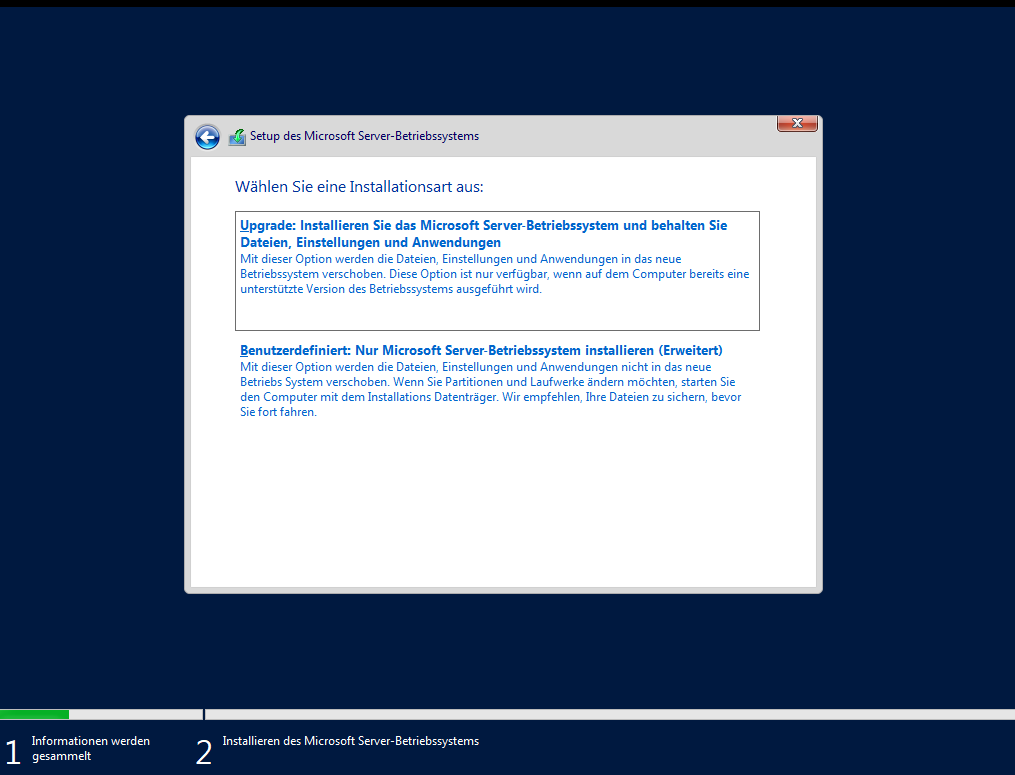 Setup des Microsoft Server-Betriebssystems
Wählen Sie eine Installationsart aus:
Upgrade: Installieren Sie das Microsoft Server-Betriebssystem und behalten Sie
Dateien, Einstellungen und Anwendungen
Mit dieser Option werden die Dateien, Einstellungen und Anwendungen in das neue
Betriebssystem verschoben. Diese Option ist nur verfügbar, wenn auf dem Computer bereits eine
unterstützte Version des Betriebssystems ausgeführt wird.
Benutzerdefiniert: Nur Microsoft Server-Betriebssystem installieren (Erweitert)
Mit dieser Option werden die Dateien, Einstellungen und Anwendungen nicht in das neue
Betriebs System verschoben. Wenn Sie Partitionen und Laufwerke ändern möchten, starten Sie
den Computer mit dem Installations Datenträger. Wir empfehlen, Ihre Dateien zu sichern, bevor
Sie fort fahren.
1 Informationen werden
gesammelt
2 Installieren des Microsoft Server-Betriebssystems